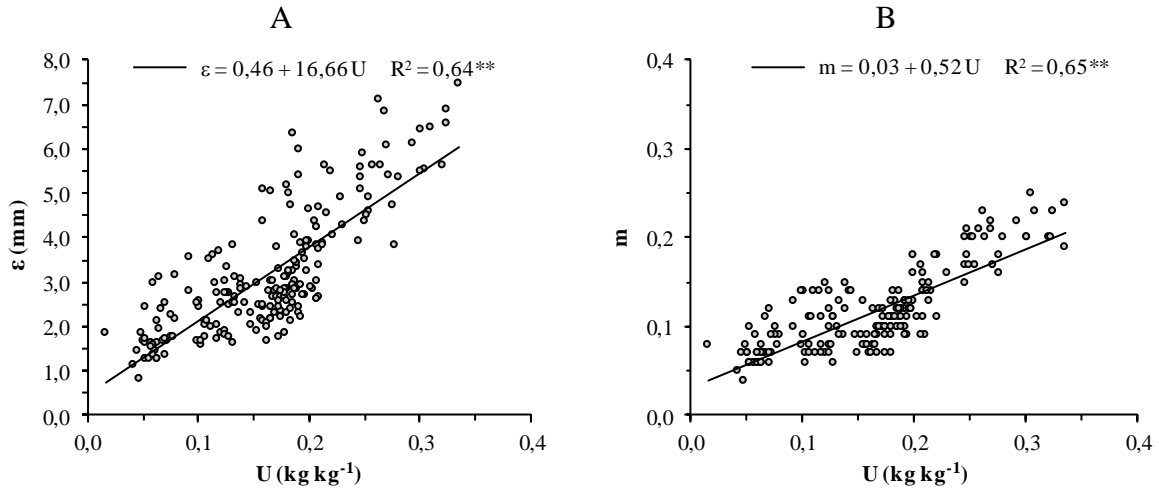 A
8,0
7,0
6,0
5,0
4,0
3,0
2,0
1,0
0,0
ε (mm)
ε = 0,46 + 16,66 U R² = 0,64**
0,0 0,1 0,2 0,3 0,4
U (kg kg⁻¹)
B
0,4
0,3
0,2
0,1
0,0
m
m = 0,03 + 0,52 U R² = 0,65**
0,0 0,1 0,2 0,3 0,4
U (kg kg⁻¹)